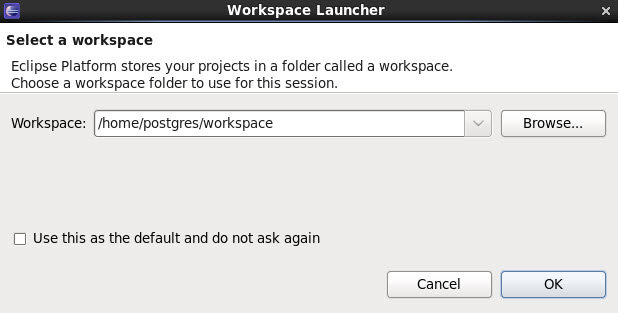 Workspace Launcher
Select a workspace
Eclipse Platform stores your projects in a folder called a workspace.
Choose a workspace folder to use for this session.
Workspace: /home/postgres/workspace Browse...
Use this as the default and do not ask again
Cancel OK